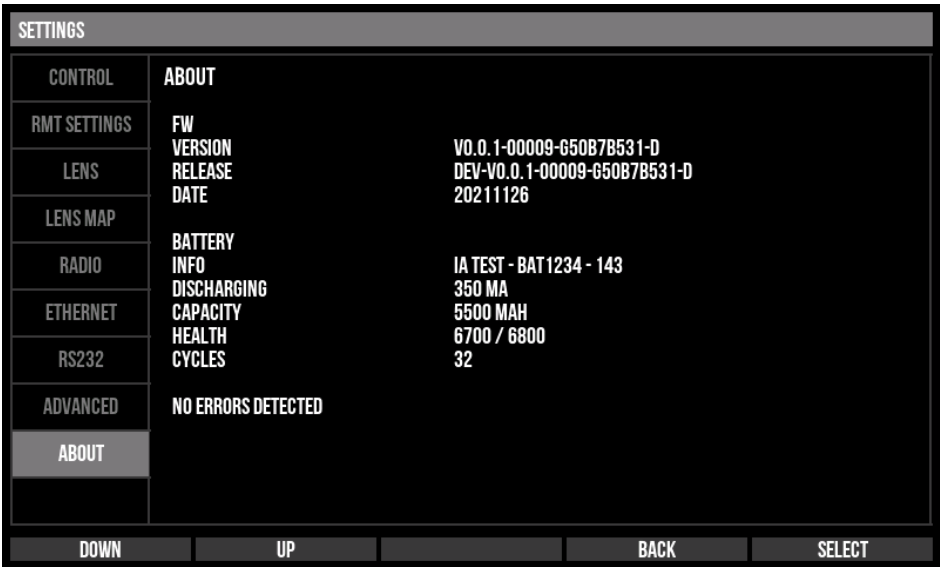 SETTINGS
CONTROL
RMT SETTINGS
LENS
LENS MAP
RADIO
ETHERNET
RS232
ADVANCED
ABOUT
ABOUT
FW
VERSION V0.0.1-00009-G50B7B531-D
RELEASE DEV-V0.0.1-00009-G50B7B531-D
DATE 20211126
BATTERY
INFO IA TEST - BAT1234 - 143
DISCHARGING 350 MA
CAPACITY 5500 MAH
HEALTH 6700 / 6800
CYCLES 32
NO ERRORS DETECTED
DOWN UP BACK SELECT